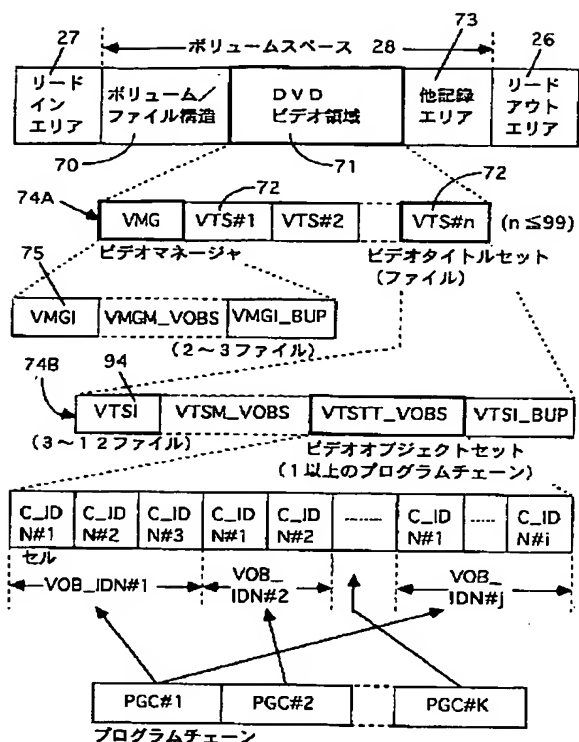 27
ボリュームスペース 28
73
26
リード
イン
エリア
ボリューム/
ファイル構造
DVD
ビデオ領域
他記録
エリア
リード
アウト
エリア
70
71
74A
72
72
VMG
VTS#1
VTS#2
VTS#n
(n≦99)
ビデオマネージャ
ビデオタイトルセット
(ファイル)
75
VMGI
VMGM_VOBS
VMGI_BUP
(2~3ファイル)
74B
94
VTSI
VTSM_VOBS
VTSTT_VOBS
VTSI_BUP
(3~12ファイル)
ビデオオブジェクトセット
(1以上のプログラムチェーン)
C_ID
N#1
C_ID
N#2
C_ID
N#3
C_ID
N#1
C_ID
N#2
C_ID
N#1
C_ID
N#i
セル
VOB_IDN#1
VOB_
IDN#2
VOB_
IDN#j
PGC#1
PGC#2
PGC#K
プログラムチェーン